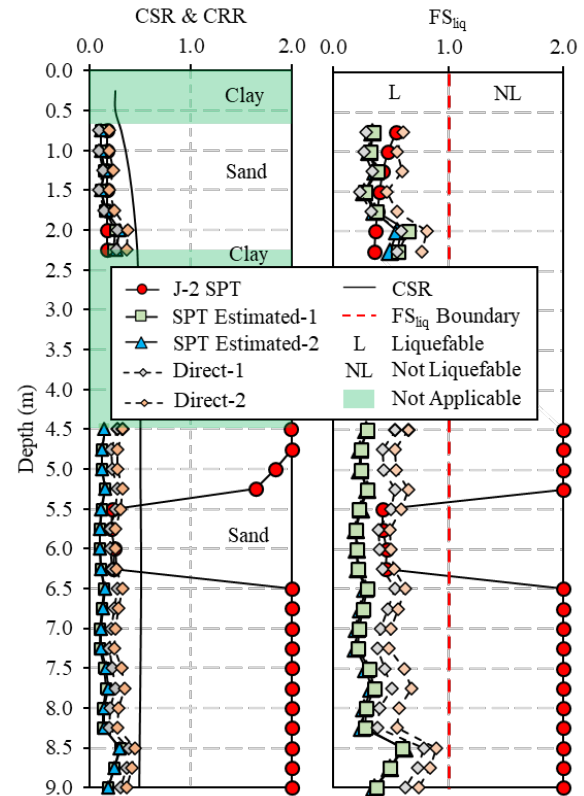 CSR & CRR
FSliq
0.0 1.0 2.0
0.0 1.0 2.0
0.0
0.5
1.0
1.5
2.0
2.5
3.0
3.5
4.0
4.5
5.0
5.5
6.0
6.5
7.0
7.5
8.0
8.5
9.0
Depth (m)
Clay
Sand
Clay
Sand
L
NL
J-2 SPT
SPT Estimated-1
SPT Estimated-2
Direct-1
Direct-2
CSR
FSliq Boundary
L Liquefable
NL Not Liquefable
Not Applicable